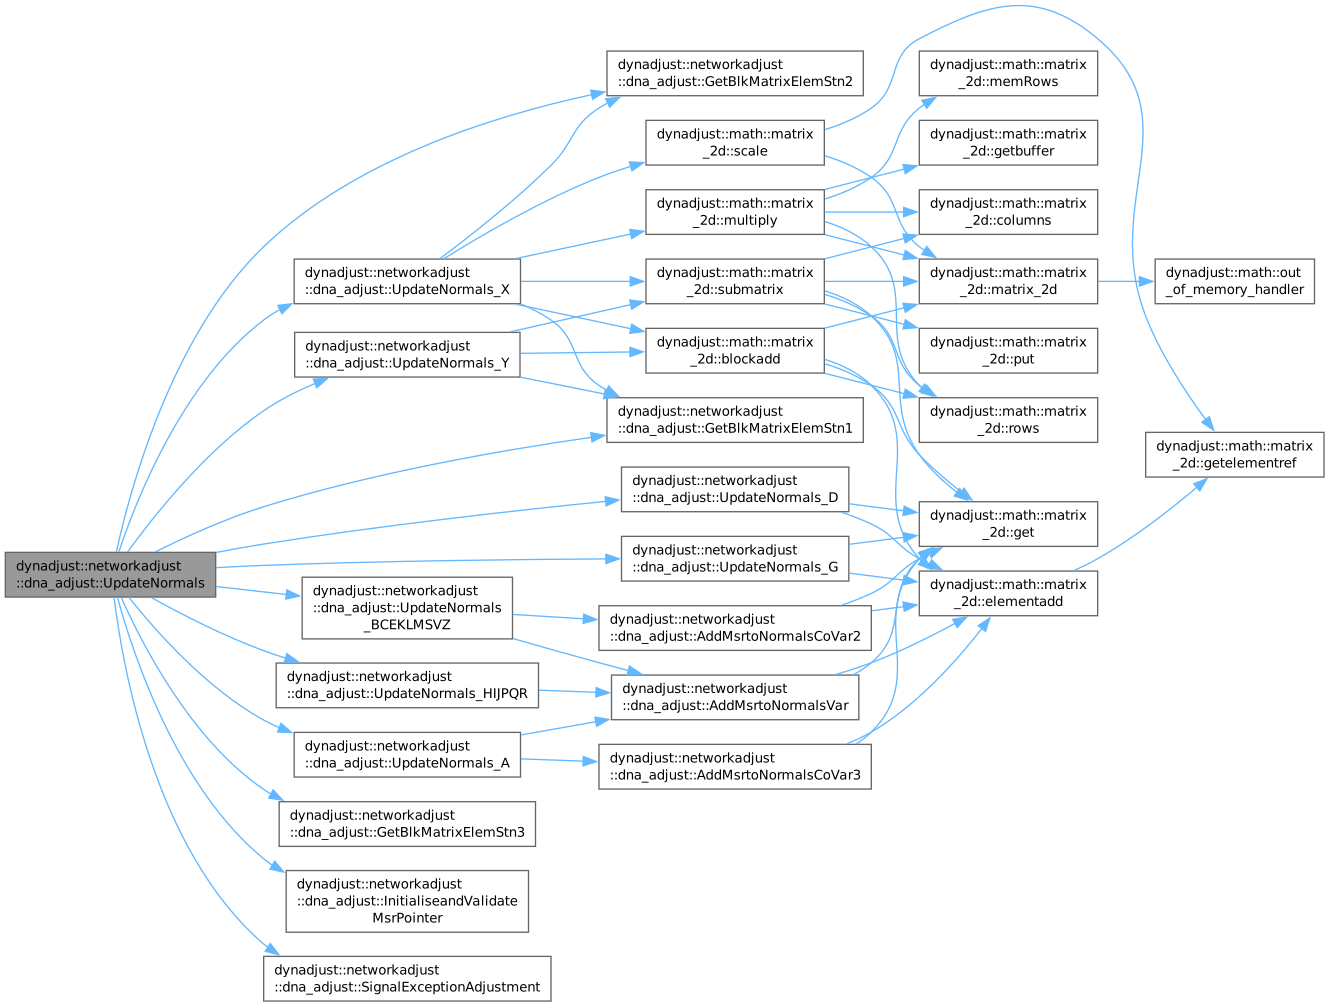 dynadjust::networkadjust
::dna_adjust::UpdateNormals
dynadjust::networkadjust
::dna_adjust::UpdateNormals_X
dynadjust::networkadjust
::dna_adjust::UpdateNormals_Y
dynadjust::networkadjust
::dna_adjust::UpdateNormals
_BCEKLMSVZ
dynadjust::networkadjust
::dna_adjust::UpdateNormals_HIJPQR
dynadjust::networkadjust
::dna_adjust::UpdateNormals_A
dynadjust::networkadjust
::dna_adjust::GetBlkMatrixElemStn3
dynadjust::networkadjust
::dna_adjust::InitialiseandValidate
MsrPointer
dynadjust::networkadjust
::dna_adjust::SignalExceptionAdjustment
dynadjust::networkadjust
::dna_adjust::GetBlkMatrixElemStn2
dynadjust::math::matrix
_2d::scale
dynadjust::math::matrix
_2d::multiply
dynadjust::math::matrix
_2d::submatrix
dynadjust::math::matrix
_2d::blockadd
dynadjust::networkadjust
::dna_adjust::GetBlkMatrixElemStn1
dynadjust::networkadjust
::dna_adjust::UpdateNormals_D
dynadjust::networkadjust
::dna_adjust::UpdateNormals_G
dynadjust::networkadjust
::dna_adjust::AddMsrtoNormalsCoVar2
dynadjust::networkadjust
::dna_adjust::AddMsrtoNormalsVar
dynadjust::networkadjust
::dna_adjust::AddMsrtoNormalsCoVar3
dynadjust::math::matrix
_2d::memRows
dynadjust::math::matrix
_2d::getbuffer
dynadjust::math::matrix
_2d::columns
dynadjust::math::matrix
_2d::matrix_2d
dynadjust::math::matrix
_2d::put
dynadjust::math::matrix
_2d::rows
dynadjust::math::matrix
_2d::get
dynadjust::math::matrix
_2d::elementadd
dynadjust::math::out
_of_memory_handler
dynadjust::math::matrix
_2d::getelementref